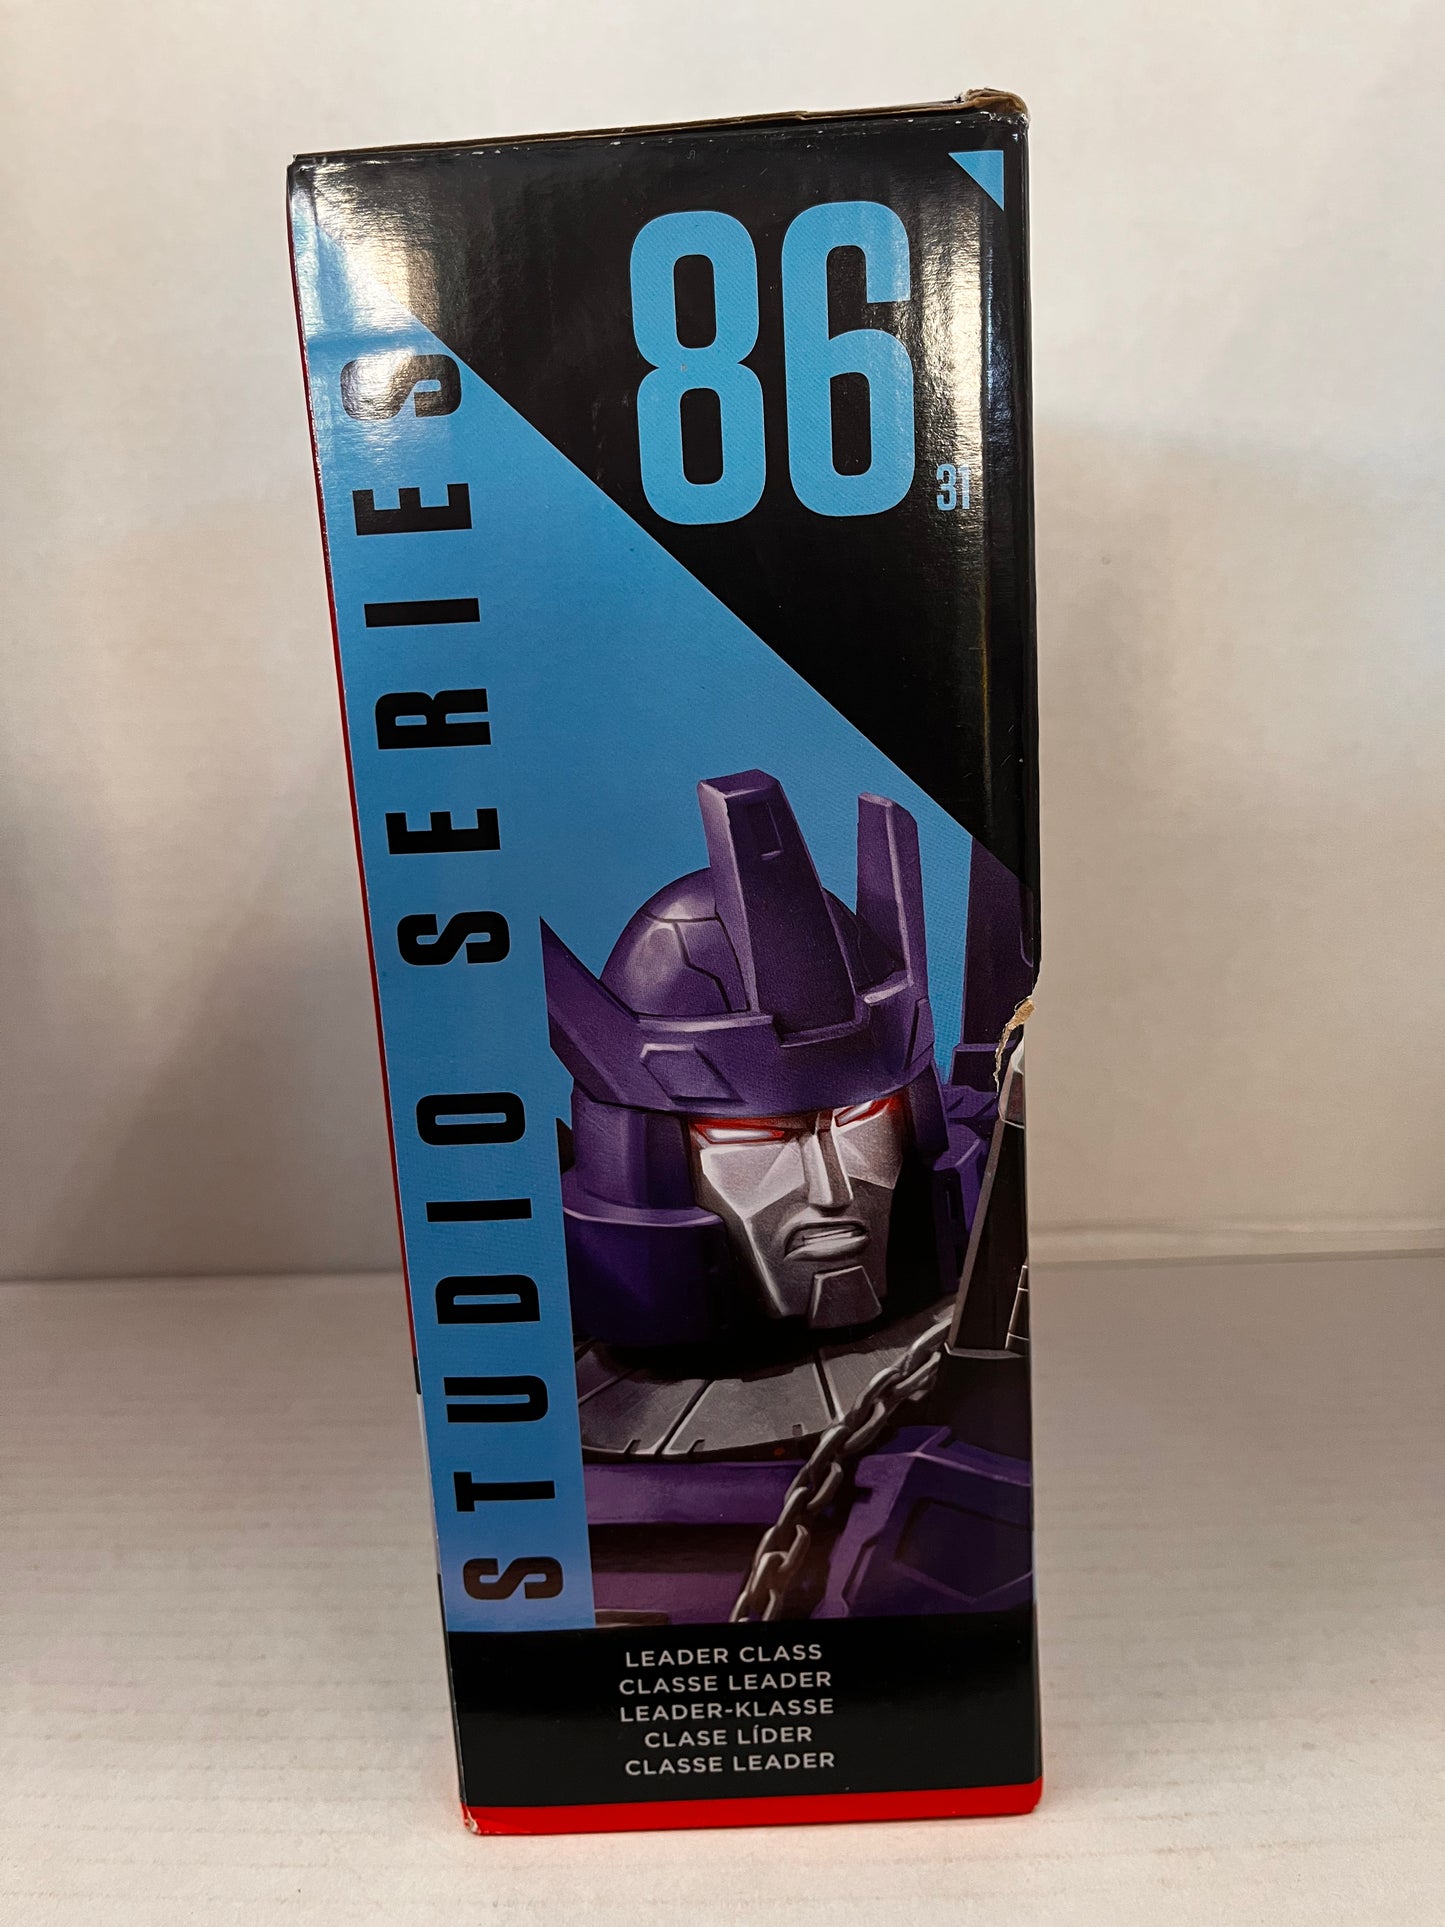 86
31
STUDIO SERIES
LEADER CLASS
CLASSE LEADER
LEADER-KLASSE
CLASE LÍDER
CLASSE LEADER